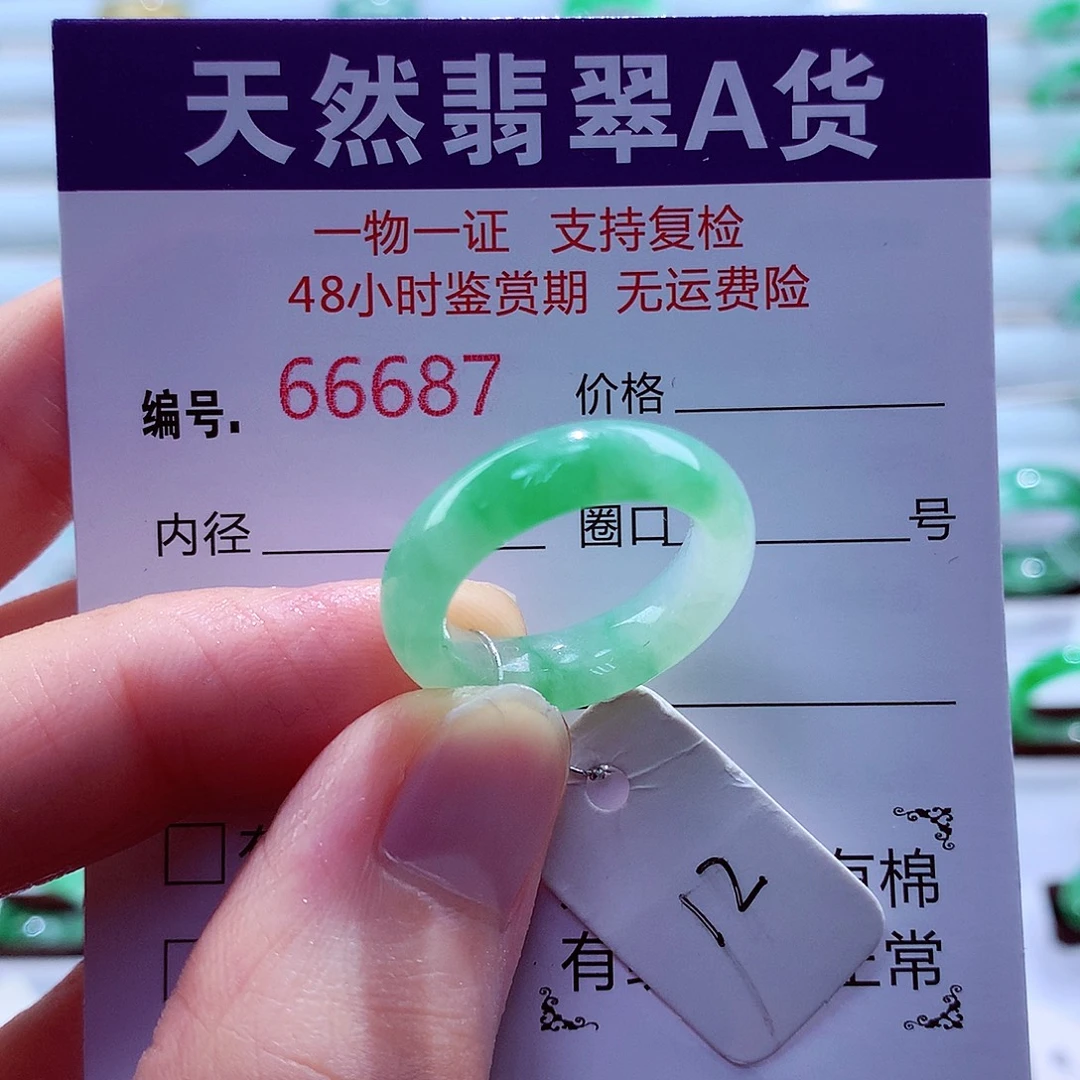 天然翡翠A货
一物一证 支持复检
48小时鉴赏期 无运费险
编号. 66687 价格
内径 圈口 号
12
有棉
有 正常